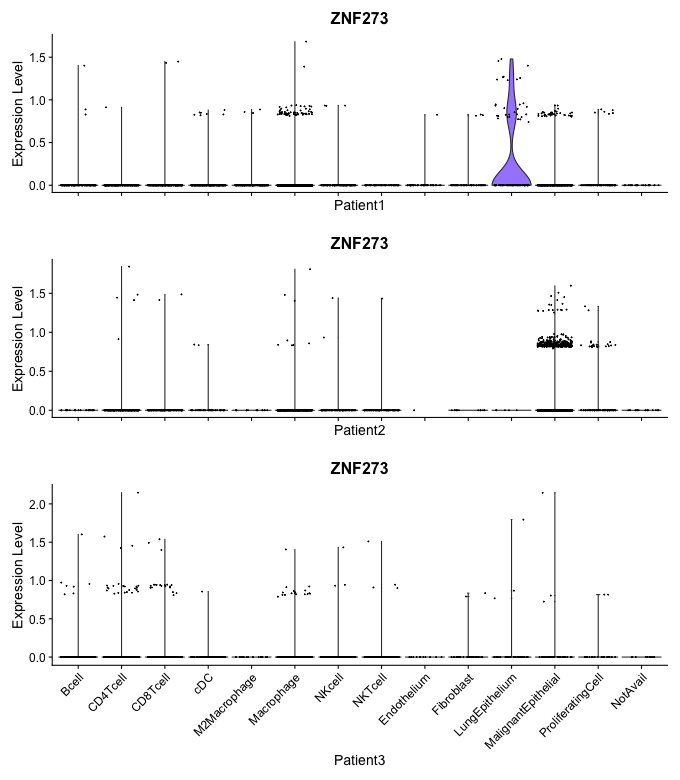 ZNF273
Expression Level
1.5
1.0
0.5
0.0
Patient1
ZNF273
Expression Level
1.5
1.0
0.5
0.0
Patient2
ZNF273
Expression Level
2.0
1.5
1.0
0.5
0.0
Bcell
CD4Tcell
CD8Tcell
cDC
M2Macrophage
Macrophage
NKcell
NKTcell
Endothelium
Fibroblast
LungEpithelium
MalignantEpithelial
ProliferatingCell
NotAvail
Patient3